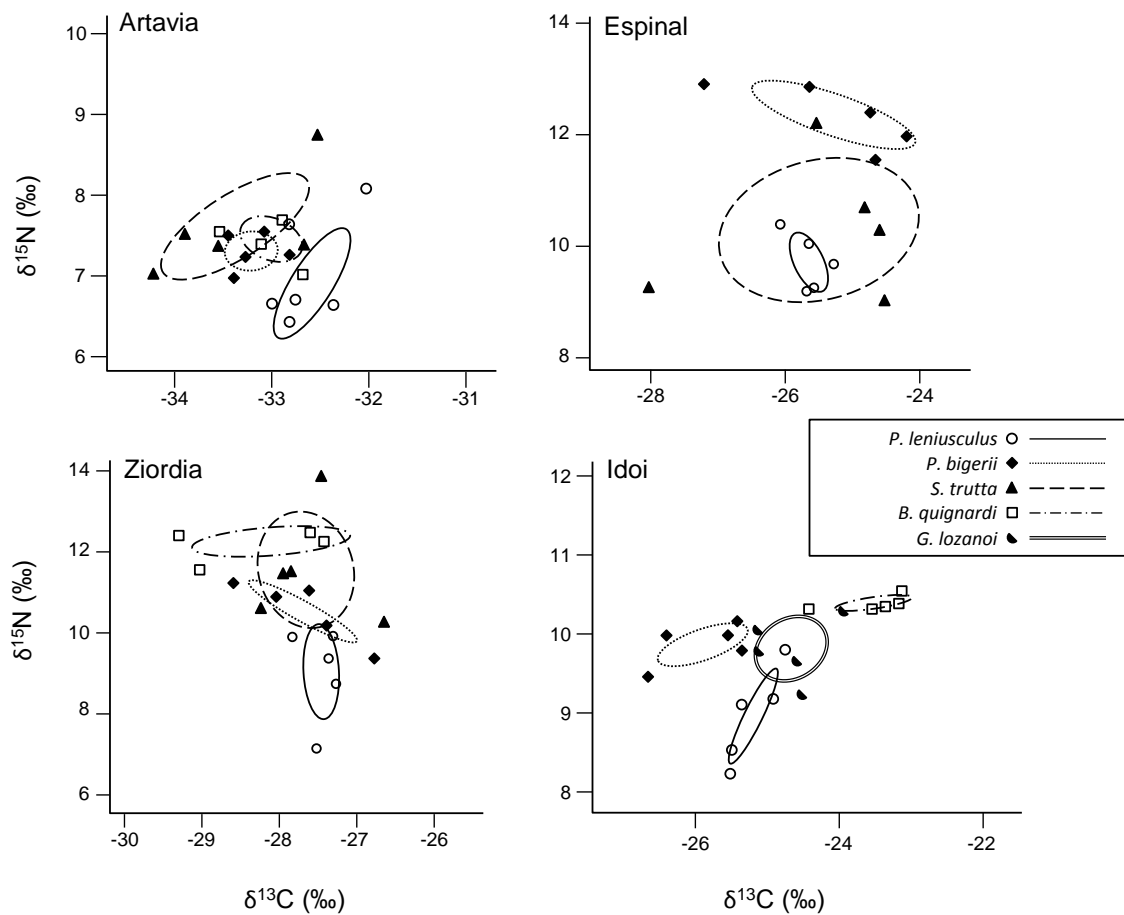 Artavia
10
9
8
7
6
-34
-33
-32
-31
δ15N (‰)
Espinal
14
12
10
8
-28
-26
-24
P. leniusculus
P. bigerii
S. trutta
B. quignardi
G. lozanoi
Ziordia
14
12
10
8
6
-30
-29
-28
-27
-26
δ15N (‰)
δ13C (‰)
Idoi
12
11
10
9
8
-26
-24
-22
δ13C (‰)